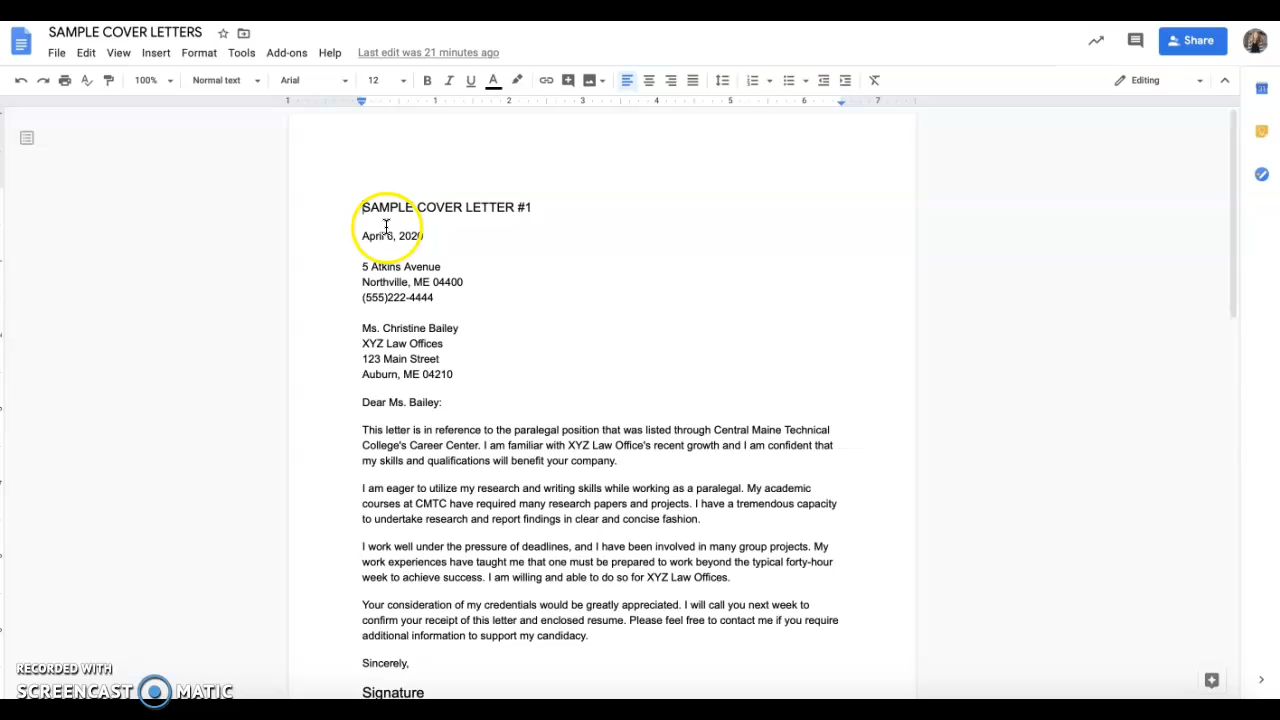 SAMPLE COVER LETTERS
File Edit View Insert Format Tools Add-ons Help Last edit was 21 minutes ago
Share
100% Normal text Arial 12 B I U A Editing
1 1 2 3 4 5 6 7
SAMPLE COVER LETTER #1
April 6, 2020
5 Atkins Avenue
Northville, ME 04400
(555)222-4444
Ms. Christine Bailey
XYZ Law Offices
123 Main Street
Auburn, ME 04210
Dear Ms. Bailey:
This letter is in reference to the paralegal position that was listed through Central Maine Technical
College's Career Center. I am familiar with XYZ Law Office's recent growth and I am confident that
my skills and qualifications will benefit your company.
I am eager to utilize my research and writing skills while working as a paralegal. My academic
courses at CMTC have required many research papers and projects. I have a tremendous capacity
to undertake research and report findings in clear and concise fashion.
I work well under the pressure of deadlines, and I have been involved in many group projects. My
work experiences have taught me that one must be prepared to work beyond the typical forty-hour
week to achieve success. I am willing and able to do so for XYZ Law Offices.
Your consideration of my credentials would be greatly appreciated. I will call you next week to
confirm your receipt of this letter and enclosed resume. Please feel free to contact me if you require
additional information to support my candidacy.
Sincerely,
Signature
RECORDED WITH
SCREENCAST MATIC